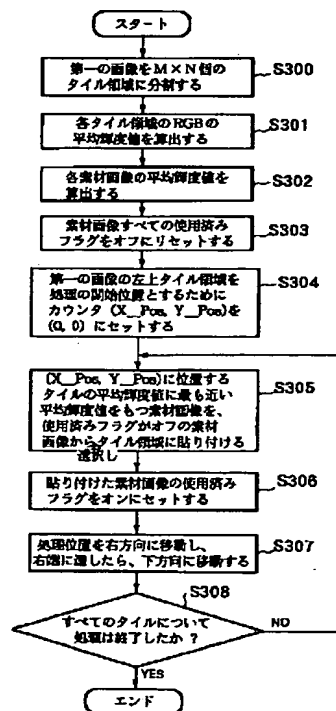 スタート
第一の画像をM×N個の
タイル領域に分割する
S300
各タイル領域のRGBの
平均輝度値を算出する
S301
各素材画像の平均輝度値を
算出する
S302
素材画像すべての使用済み
フラグをオフにリセットする
S303
第一の画像の左上タイル領域を
処理の開始位置とするために
カウンタ (X_Pos, Y_Pos)を
(0, 0) にセットする
S304
(X_Pos, Y_Pos)に位置する
タイルの平均輝度値に最も近い
平均輝度値をもつ素材画像を、
使用済みフラグがオフの素材
画像からタイル領域に貼り付ける
選択し
S305
貼り付けた素材画像の使用済み
フラグをオンにセットする
S306
処理位置を右方向に移動し、
右端に達したら、下方向に移動する
S307
S308
すべてのタイルについて
処理は終了したか ?
NO
YES
エンド